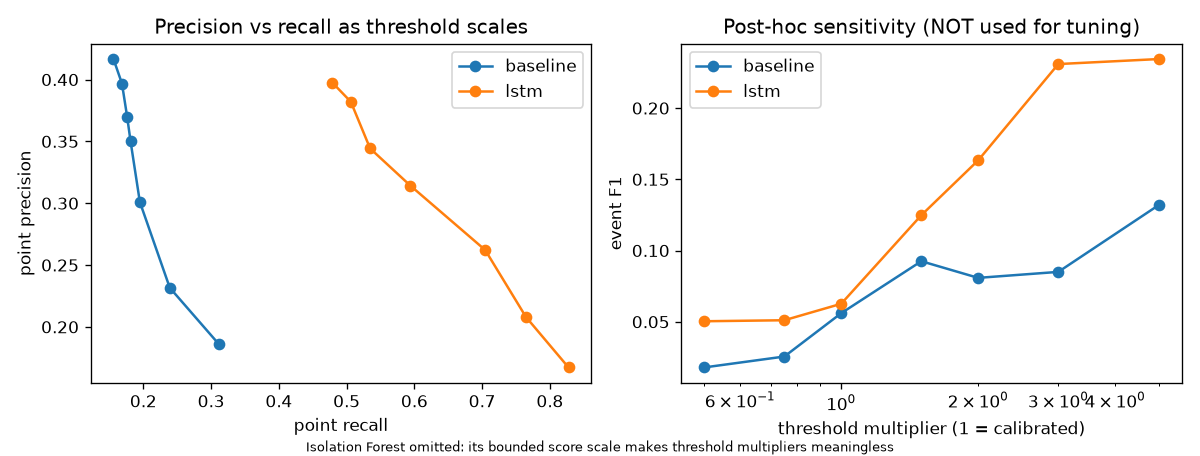 Precision vs recall as threshold scales
baseline
lstm
0.40
0.35
0.30
0.25
0.20
point precision
0.2 0.3 0.4 0.5 0.6 0.7 0.8
point recall
Post-hoc sensitivity (NOT used for tuning)
baseline
lstm
0.20
0.15
0.10
0.05
event F1
6 × 10⁻¹ 10⁰ 2 × 10⁰ 3 × 10⁰ 4 × 10⁰
threshold multiplier (1 = calibrated)
Isolation Forest omitted: its bounded score scale makes threshold multipliers meaningless